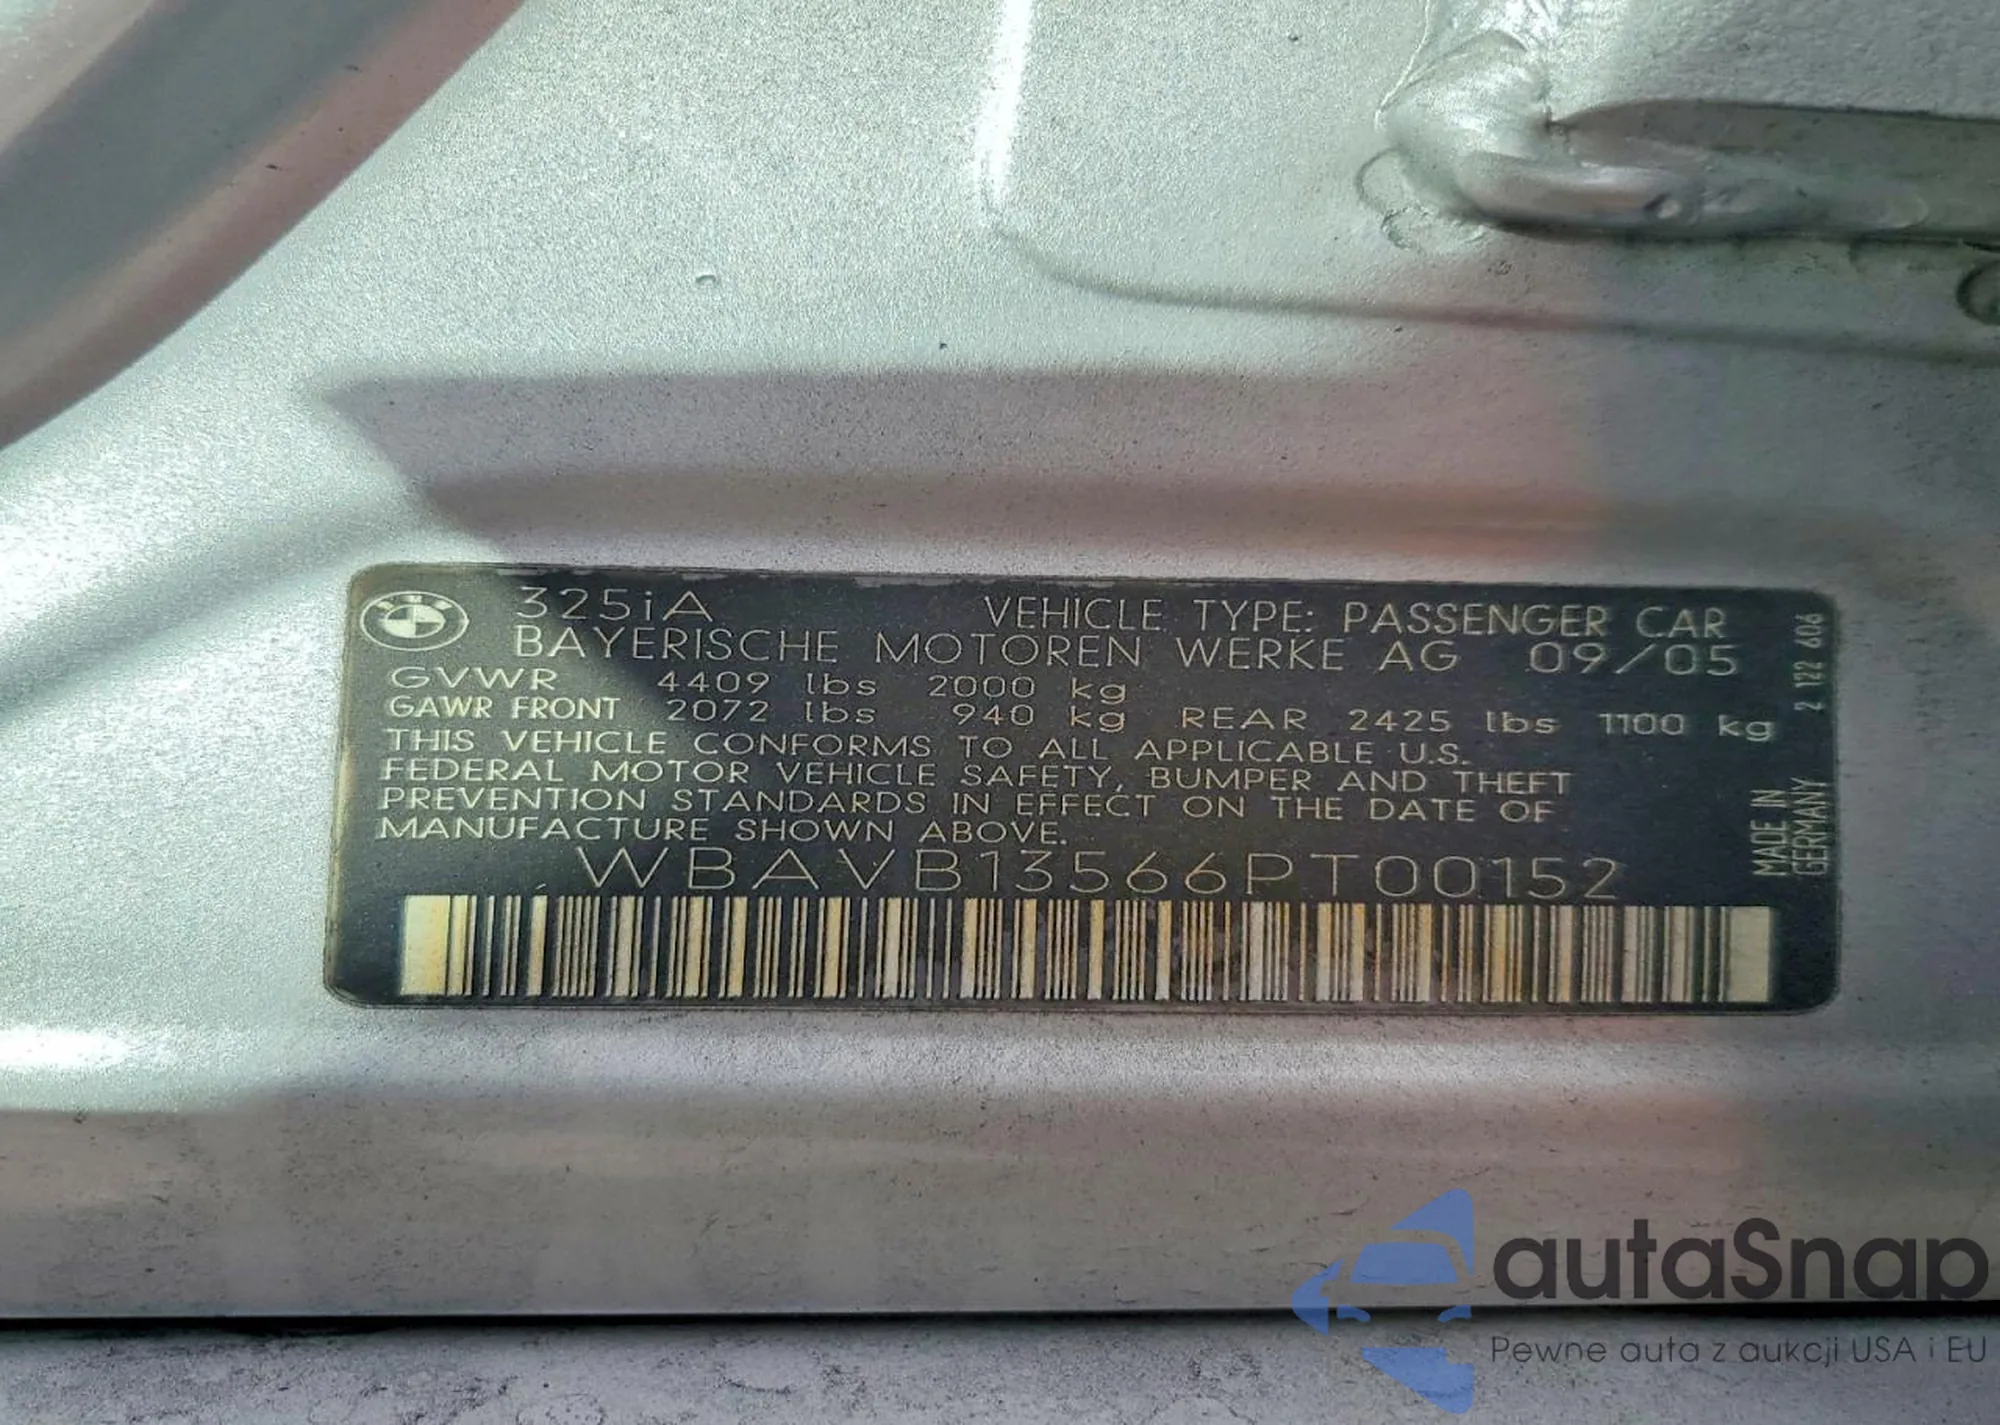 325iA VEHICLE TYPE: PASSENGER CAR
BAYERISCHE MOTOREN WERKE AG 09/05
GVWR 4409 lbs 2000 kg
GAWR FRONT 2072 lbs 940 kg REAR 2425 lbs 1100 kg
THIS VEHICLE CONFORMS TO ALL APPLICABLE U.S.
FEDERAL MOTOR VEHICLE SAFETY, BUMPER AND THEFT
PREVENTION STANDARDS IN EFFECT ON THE DATE OF
MANUFACTURE SHOWN ABOVE.
WBAVB13566PT00152
MADE IN
GERMANY 2 122 606
autaSnap
Pewne auta z aukcji USA i EU